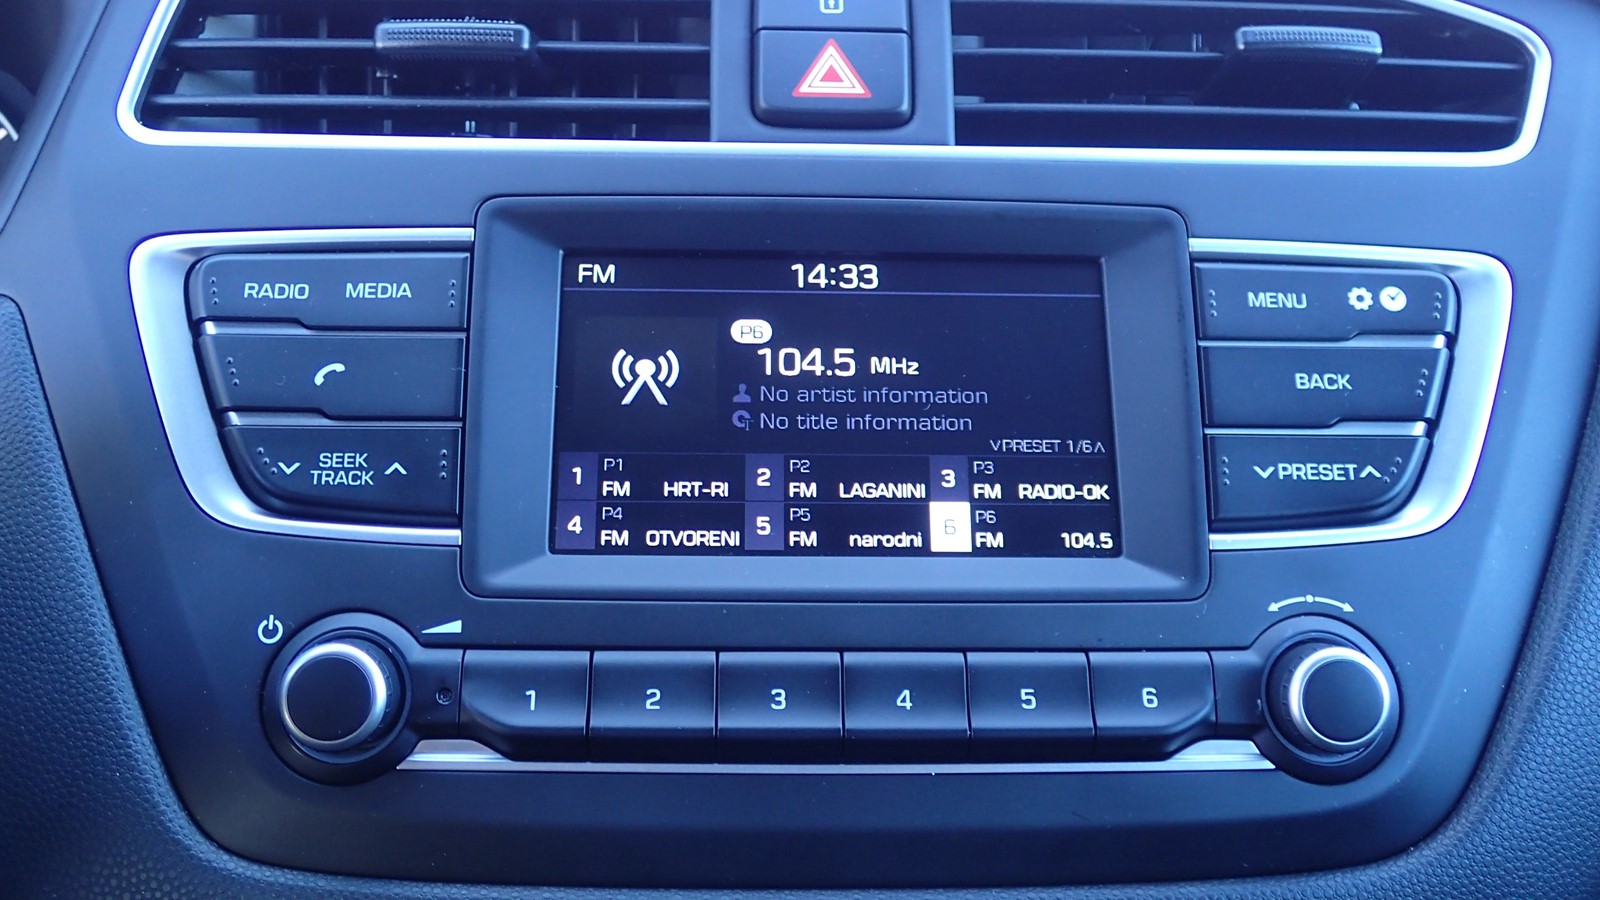 FM 14:33
P6
104.5 MHz
No artist information
No title information
PRESET 1/6
1 P1 FM HRT-RI
2 P2 FM LAGANINI
3 P3 FM RADIO-OK
4 P4 FM OTVORENI
5 P5 FM narodni
6 P6 FM 104.5
RADIO MEDIA
SEEK
TRACK
MENU
BACK
PRESET
1 2 3 4 5 6